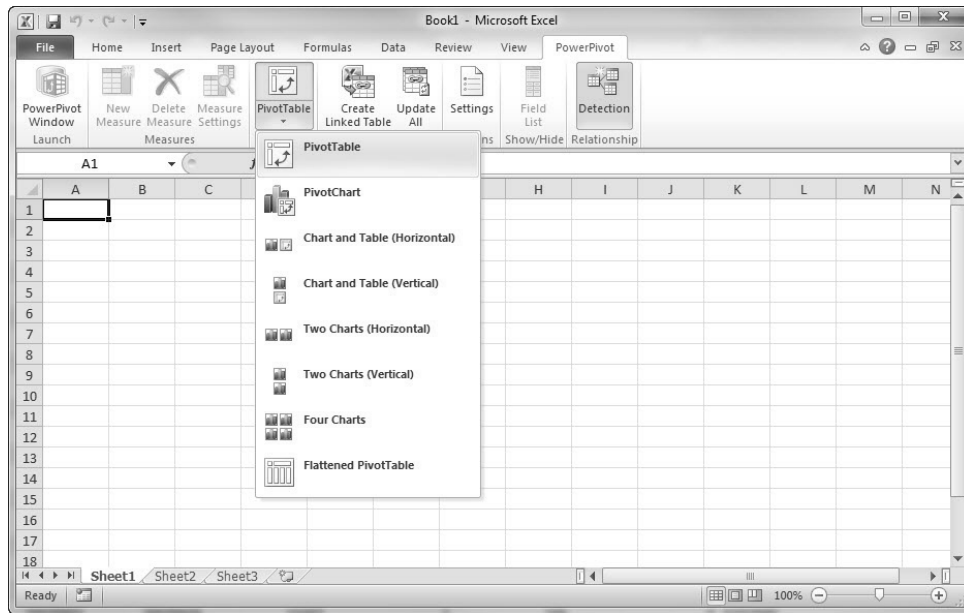 Book1 - Microsoft Excel
File Home Insert Page Layout Formulas Data Review View PowerPivot
PowerPivot Window
New Measure
Delete Measure
Measure Settings
PivotTable
Create Linked Table
Update All
Settings
Field List
Detection
Launch Measures ns Show/Hide Relationship
A1
PivotTable
PivotChart
Chart and Table (Horizontal)
Chart and Table (Vertical)
Two Charts (Horizontal)
Two Charts (Vertical)
Four Charts
Flattened PivotTable
A B C H I J K L M N
1
2
3
4
5
6
7
8
9
10
11
12
13
14
15
16
17
18
Sheet1 Sheet2 Sheet3
Ready 100%